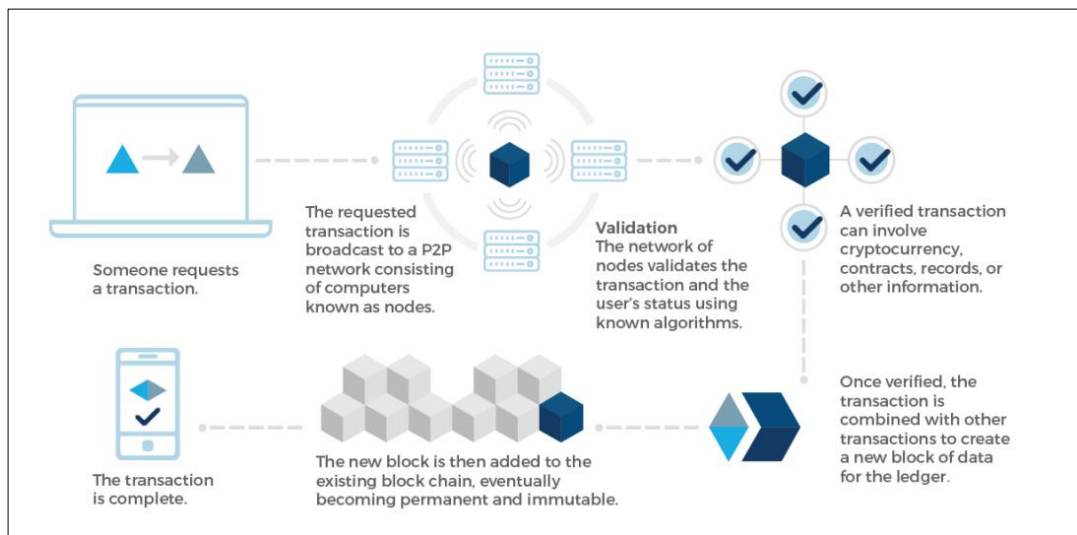 Someone requests
a transaction.
The requested
transaction is
broadcast to a P2P
network consisting
of computers
known as nodes.
Validation
The network of
nodes validates the
transaction and the
user's status using
known algorithms.
A verified transaction
can involve
cryptocurrency,
contracts, records, or
other information.
Once verified, the
transaction is
combined with other
transactions to create
a new block of data
for the ledger.
The new block is then added to the
existing block chain, eventually
becoming permanent and immutable.
The transaction
is complete.